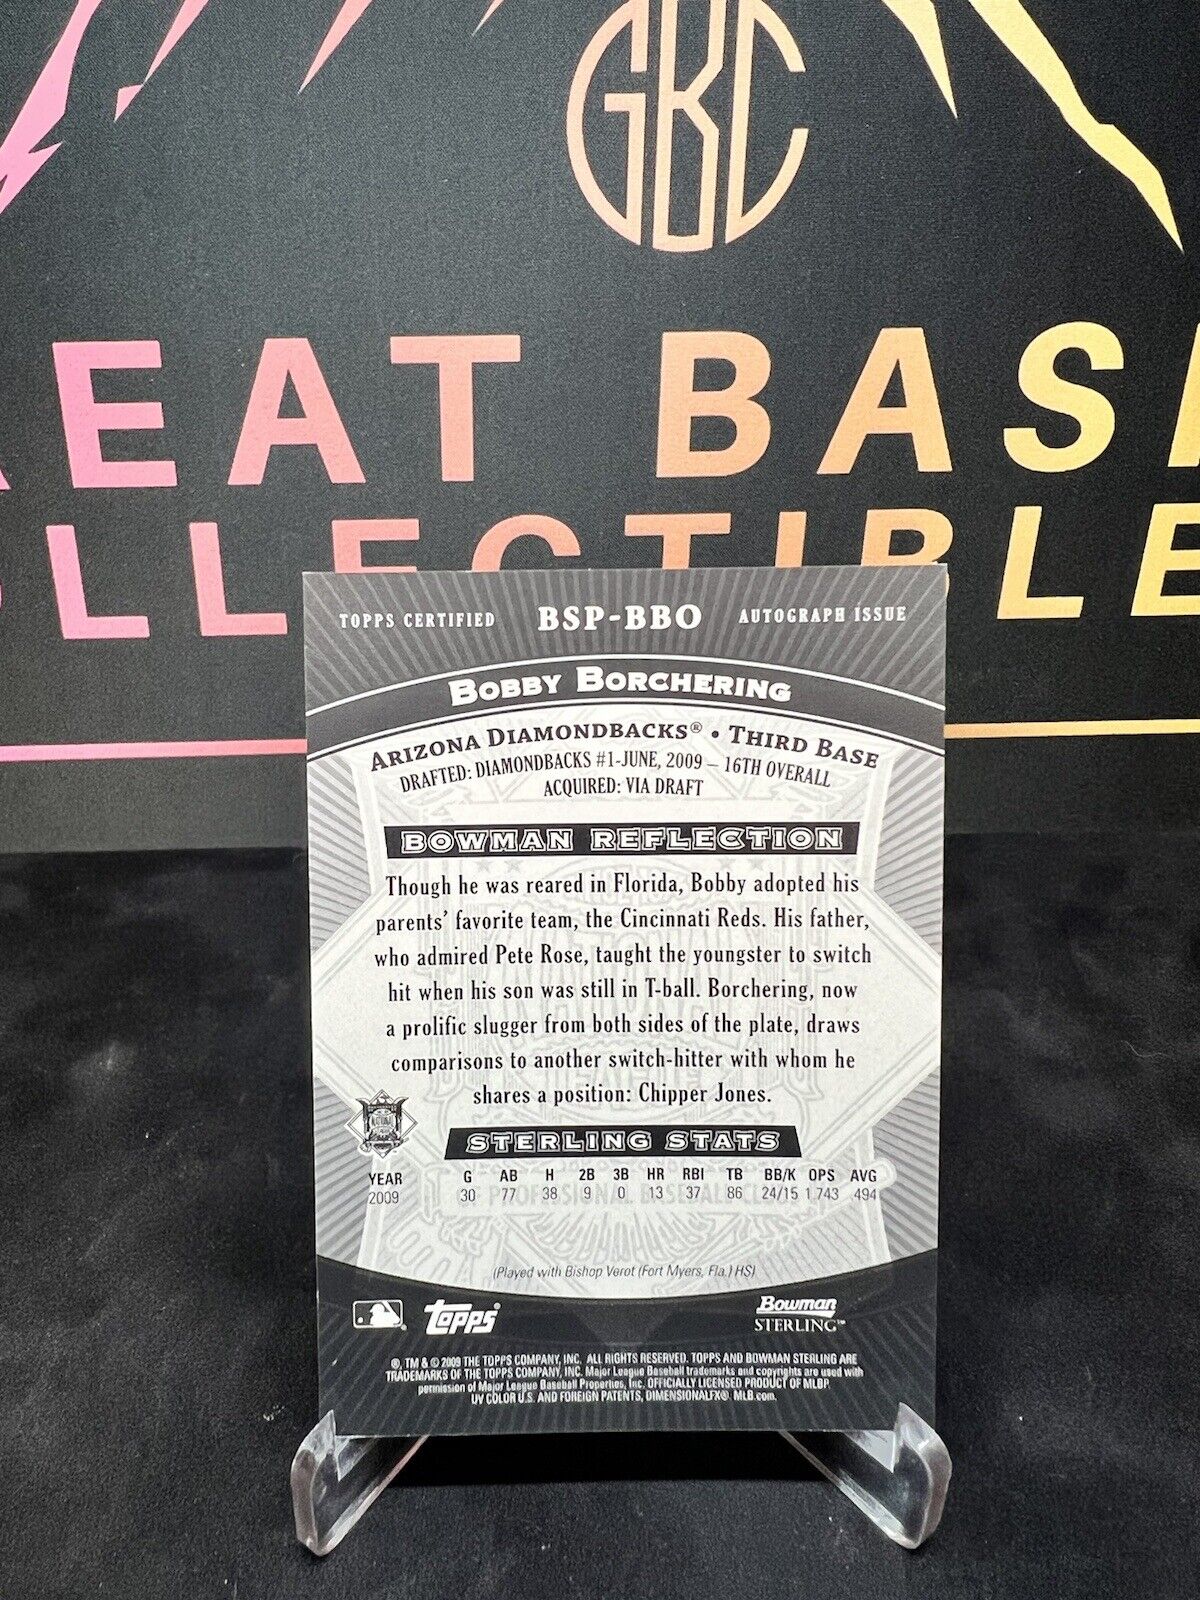 GBC
REAT BASI
OLLECTIBLE
TOPPS CERTIFIED BSP-BBO AUTOGRAPH ISSUE
BOBBY BORCHERING
ARIZONA DIAMONDBACKS® • THIRD BASE
DRAFTED: DIAMONDBACKS #1-JUNE, 2009 – 16TH OVERALL
ACQUIRED: VIA DRAFT
BOWMAN REFLECTION
Though he was reared in Florida, Bobby adopted his
parents' favorite team, the Cincinnati Reds. His father,
who admired Pete Rose, taught the youngster to switch
hit when his son was still in T-ball. Borchering, now
a prolific slugger from both sides of the plate, draws
comparisons to another switch-hitter with whom he
shares a position: Chipper Jones.
STERLING STATS
YEAR G AB H 2B 3B HR RBI TB BB/K OPS AVG
2009 30 77 38 9 0 13 37 86 24/15 1.743 .494
(Played with Bishop Verot (Fort Myers, Fla.) HS)
topps Bowman
STERLING™
®, TM & © 2009 THE TOPPS COMPANY, INC. ALL RIGHTS RESERVED. TOPPS AND BOWMAN STERLING ARE
TRADEMARKS OF THE TOPPS COMPANY, INC. Major League Baseball trademarks and copyrights are used with
permission of Major League Baseball Properties, Inc. OFFICIALLY LICENSED PRODUCT OF MLBP.
UV COLOR U.S. AND FOREIGN PATENTS, DIMENSIONALFX®. MLB.com.